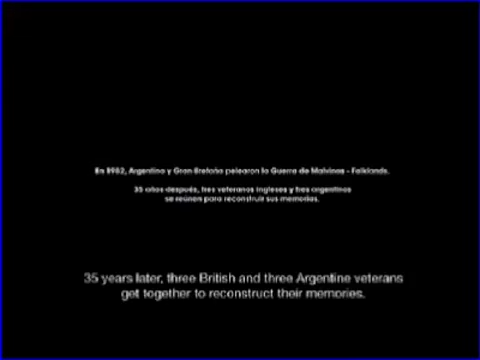 En 1982, Argentina y Gran Bretaña pelearon la Guerra de Malvinas - Falklands.
35 años después, tres veteranos ingleses y tres argentinos
se reúnen para reconstruir sus memorias.
35 years later, three British and three Argentine veterans
get together to reconstruct their memories.